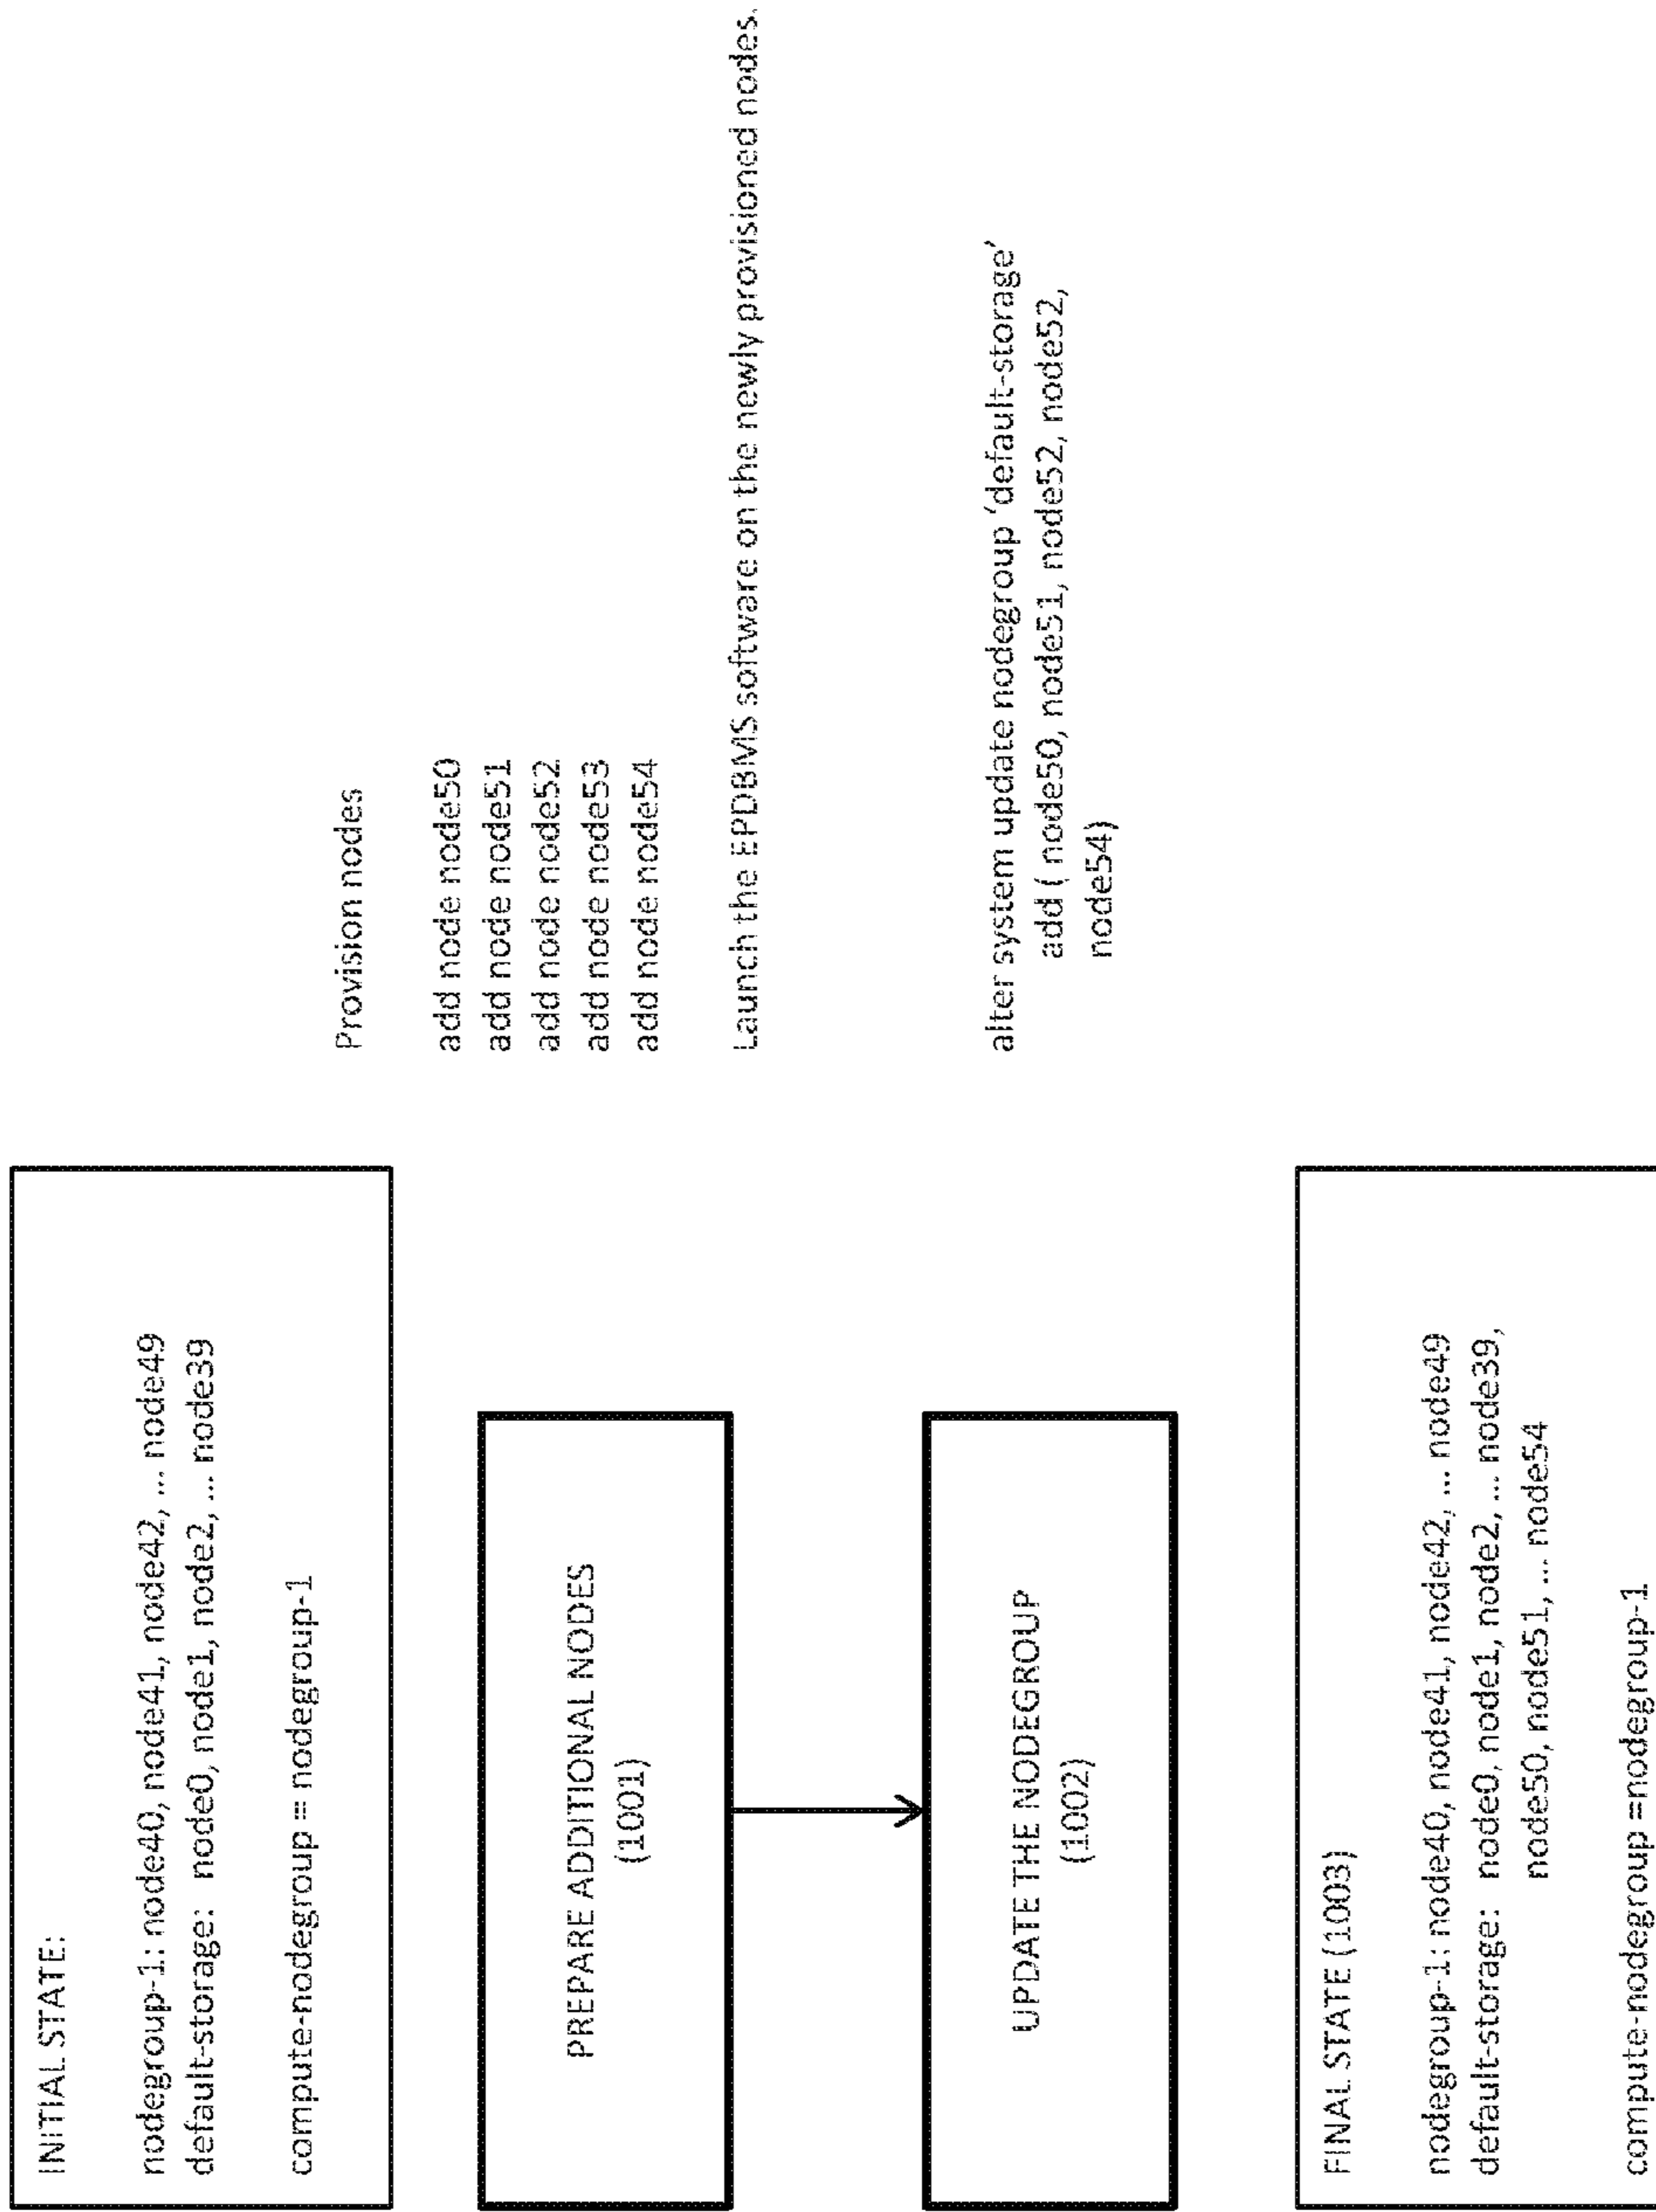 INITIAL STATE:
nodegroup-1: node40, node41, node42, ... node49
default-storage: node0, node1, node2, ... node39
compute-nodegroup = nodegroup-1
Provision nodes
PREPARE ADDITIONAL NODES
(1001)
add node node50
add node node51
add node node52
add node node53
add node node54
Launch the EPDBMS software on the newly provisioned nodes.
UPDATE THE NODEGROUP
(1002)
alter system update nodegroup ‘default-storage’
add ( node50, node51, node52, node52,
node54)
FINAL STATE (1003)
nodegroup-1: node40, node41, node42, ... node49
default-storage: node0, node1, node2, ... node39,
node50, node51, ... node54
compute-nodegroup =nodegroup-1